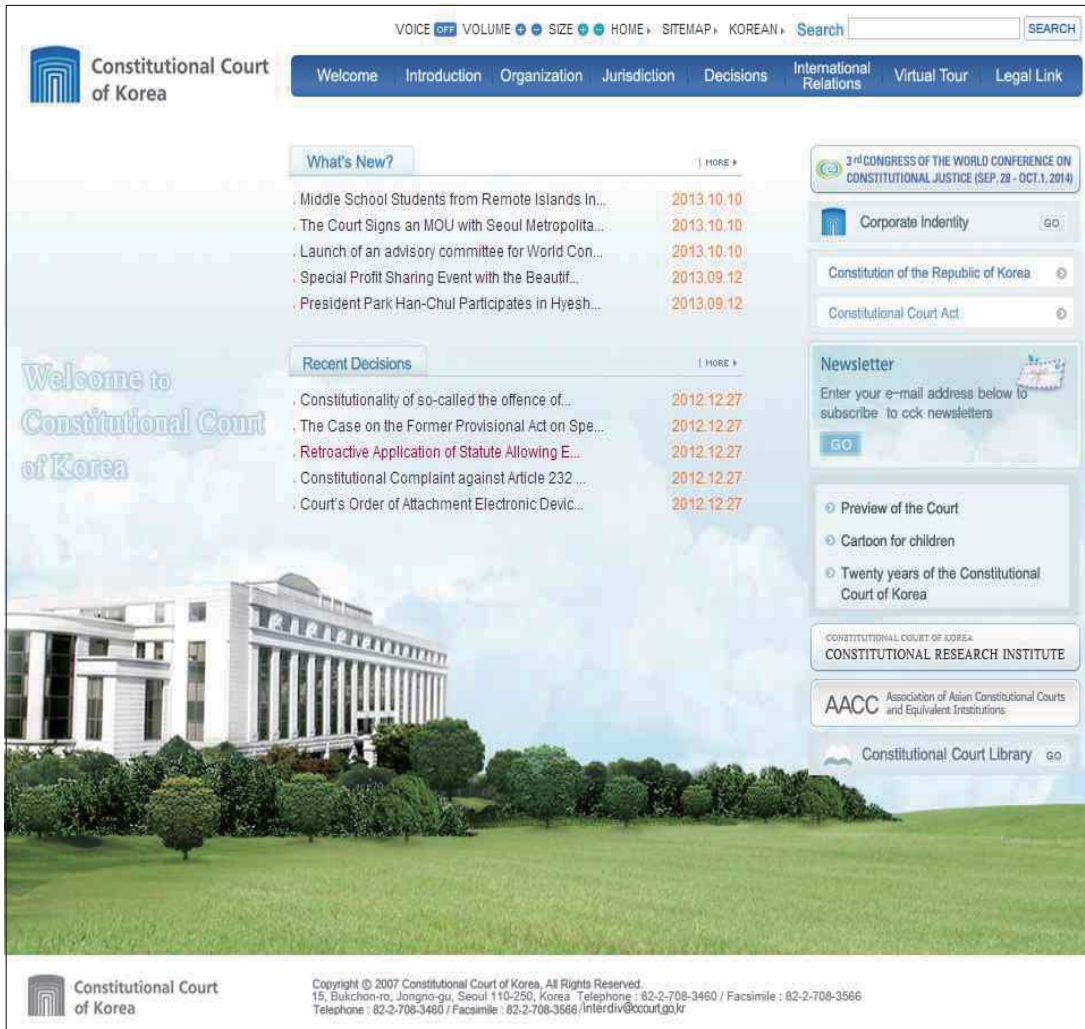 VOICE OFF VOLUME SIZE HOME SITEMAP KOREAN Search SEARCH
Constitutional Court
of Korea
Welcome Introduction Organization Jurisdiction Decisions International Relations Virtual Tour Legal Link
What's New? | MORE
Middle School Students from Remote Islands In... 2013.10.10
The Court Signs an MOU with Seoul Metropolita... 2013.10.10
Launch of an advisory committee for World Con... 2013.10.10
Special Profit Sharing Event with the Beautif... 2013.09.12
President Park Han-Chul Participates in Hyesh... 2013.09.12
Recent Decisions | MORE
Constitutionality of so-called the offence of... 2012.12.27
The Case on the Former Provisional Act on Spe... 2012.12.27
Retroactive Application of Statute Allowing E... 2012.12.27
Constitutional Complaint against Article 232 ... 2012.12.27
Court's Order of Attachment Electronic Devic... 2012.12.27
Welcome to
Constitutional Court
of Korea
3rd CONGRESS OF THE WORLD CONFERENCE ON
CONSTITUTIONAL JUSTICE (SEP. 28 - OCT.1, 2014)
Corporate Indentity GO
Constitution of the Republic of Korea
Constitutional Court Act
Newsletter
Enter your e-mail address below to
subscribe to cck newsletters
GO
Preview of the Court
Cartoon for children
Twenty years of the Constitutional
Court of Korea
CONSTITUTIONAL COURT OF KOREA
CONSTITUTIONAL RESEARCH INSTITUTE
AACC Association of Asian Constitutional Courts
and Equivalent Intstitutions
Constitutional Court Library GO
Constitutional Court
of Korea
Copyright © 2007 Constitutional Court of Korea, All Rights Reserved.
15, Bukchon-ro, Jongno-gu, Seoul 110-250, Korea Telephone : 82-2-708-3460 / Facsimile : 82-2-708-3566
Telephone : 82-2-708-3460 / Facsimile : 82-2-708-3566/interdiv@ccourt.go.kr